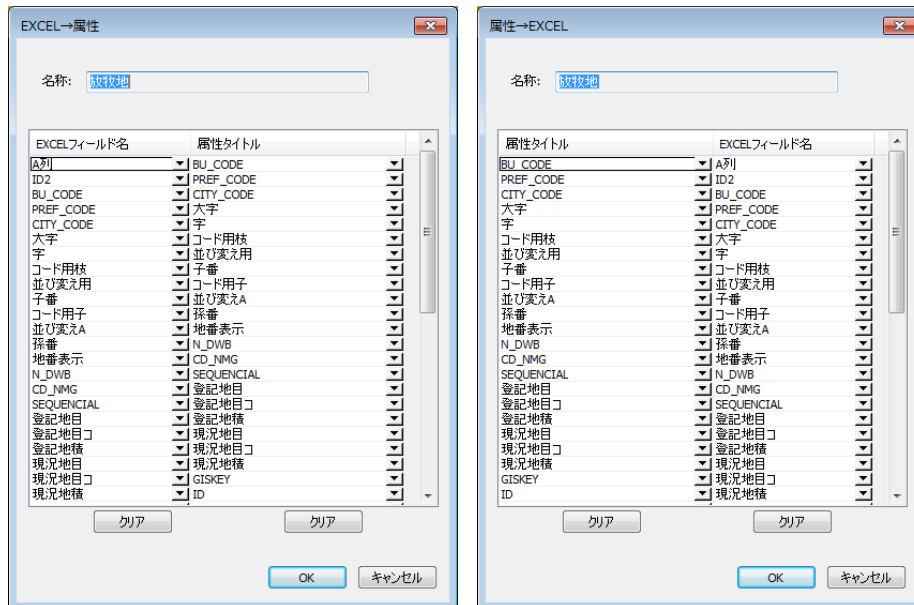 EXCEL→属性
名称: 放牧地
EXCELフィールド名 属性タイトル
A列 BU_CODE
ID2 PREF_CODE
BU_CODE CITY_CODE
PREF_CODE 大字
CITY_CODE 字
大字 コード用枝
字 並び変え用
コード用枝 子番
並び変え用 コード用子
子番 並び変えA
コード用子 孫番
並び変えA 地番表示
孫番 N_DWB
地番表示 CD_NMG
N_DWB SEQUENCIAL
CD_NMG 登記地目
SEQUENCIAL 登記地目コ
登記地目 登記地積
登記地目コ 現況地目
登記地積 現況地目コ
現況地目 現況地積
現況地目コ GISKEY
現況地積 ID
クリア クリア
OK キャンセル
属性→EXCEL
名称: 放牧地
属性タイトル EXCELフィールド名
BU_CODE A列
PREF_CODE ID2
CITY_CODE BU_CODE
大字 PREF_CODE
字 CITY_CODE
コード用枝 大字
並び変え用 字
子番 コード用枝
コード用子 並び変え用
並び変えA 子番
孫番 コード用子
地番表示 並び変えA
N_DWB 孫番
CD_NMG 地番表示
SEQUENCIAL N_DWB
登記地目 CD_NMG
登記地目コ SEQUENCIAL
登記地積 登記地目
現況地目 登記地目コ
現況地目コ 登記地積
現況地積 現況地目
GISKEY 現況地目コ
ID 現況地積
クリア クリア
OK キャンセル